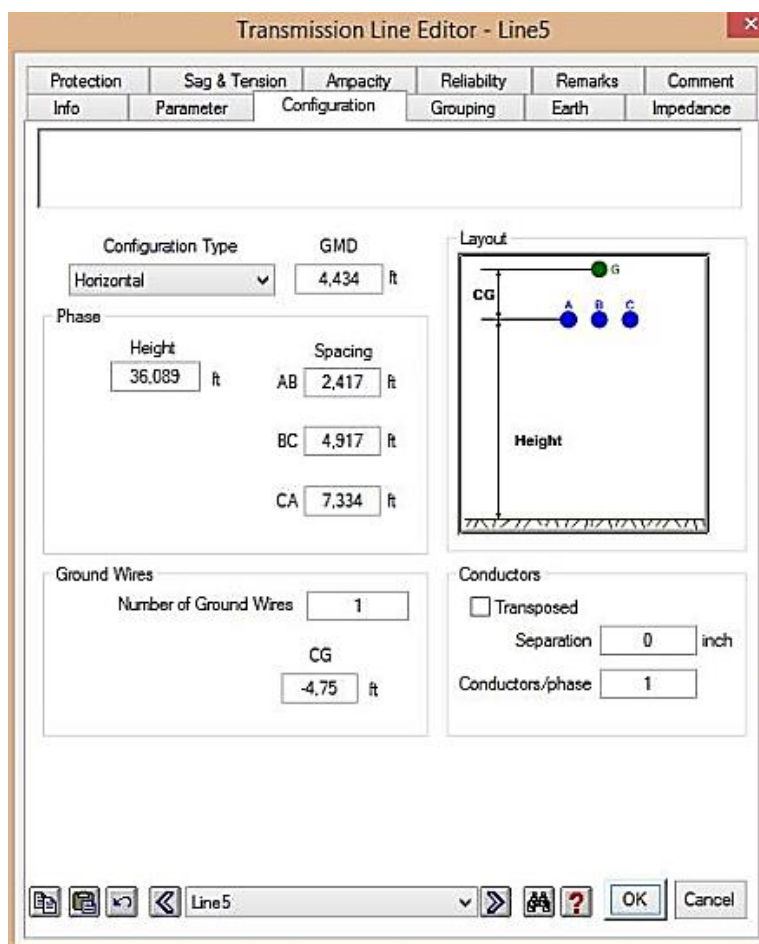 Transmission Line Editor - Line5
Protection Sag & Tension Ampacity Reliability Remarks Comment
Info Parameter Configuration Grouping Earth Impedance
Configuration Type GMD Layout
Horizontal 4,434 ft
G
CG
A B C
Phase
Height Spacing
36,089 ft AB 2,417 ft
BC 4,917 ft
Height
CA 7,334 ft
Ground Wires Conductors
Number of Ground Wires 1 Transposed
Separation 0 inch
CG
-4.75 ft Conductors/phase 1
Line5 ? OK Cancel